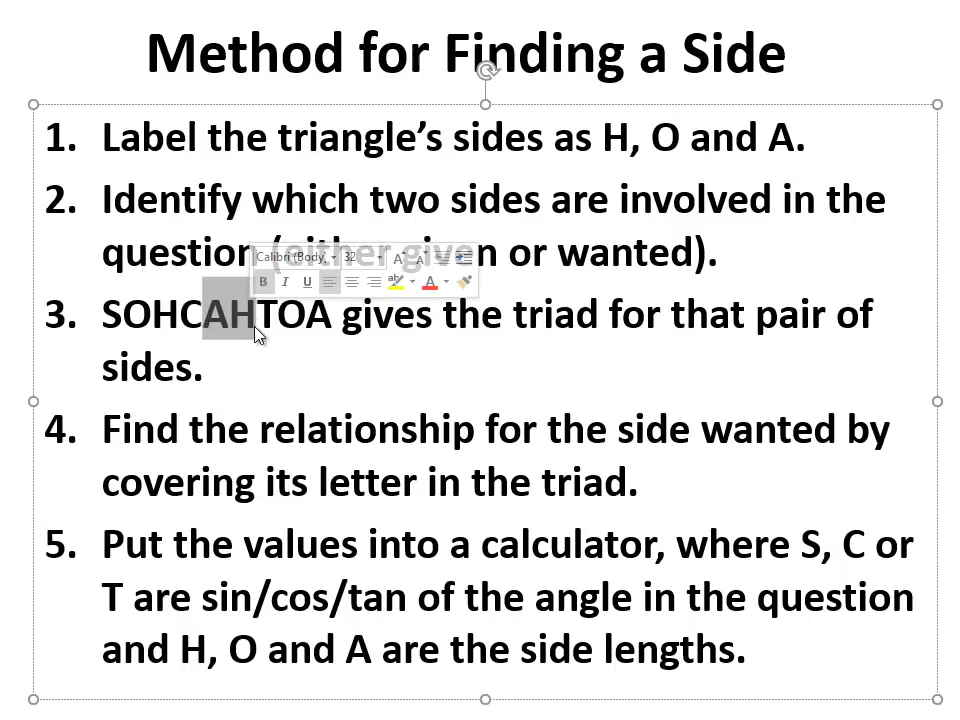 Method for Finding a Side
1. Label the triangle’s sides as H, O and A.
2. Identify which two sides are involved in the
question (either given or wanted).
Calibri (Body) 32 A A
B I U ab A
3. SOHCAHTOA gives the triad for that pair of
sides.
4. Find the relationship for the side wanted by
covering its letter in the triad.
5. Put the values into a calculator, where S, C or
T are sin/cos/tan of the angle in the question
and H, O and A are the side lengths.